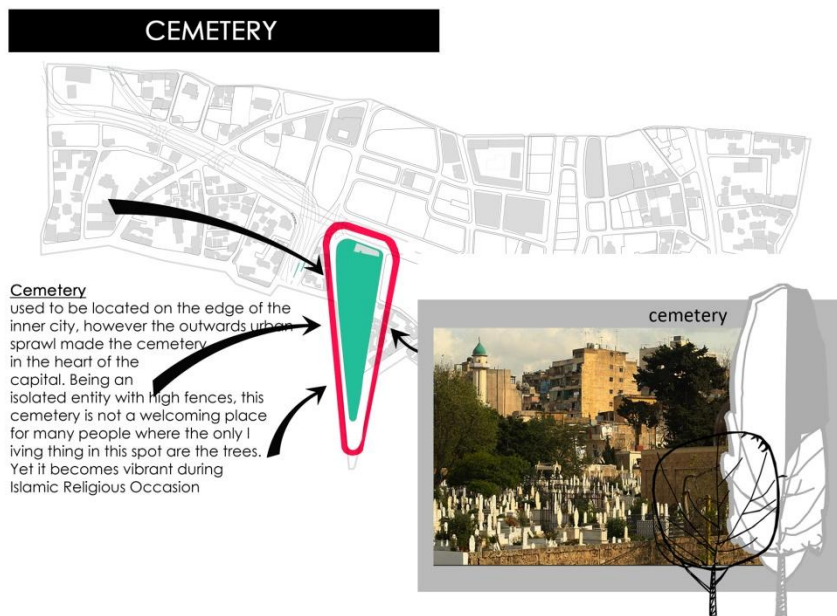 CEMETERY
Cemetery
used to be located on the edge of the
inner city, however the outwards urban
sprawl made the cemetery
in the heart of the
capital. Being an
isolated entity with high fences, this
cemetery is not a welcoming place
for many people where the only l
iving thing in this spot are the trees.
Yet it becomes vibrant during
Islamic Religious Occasion
cemetery